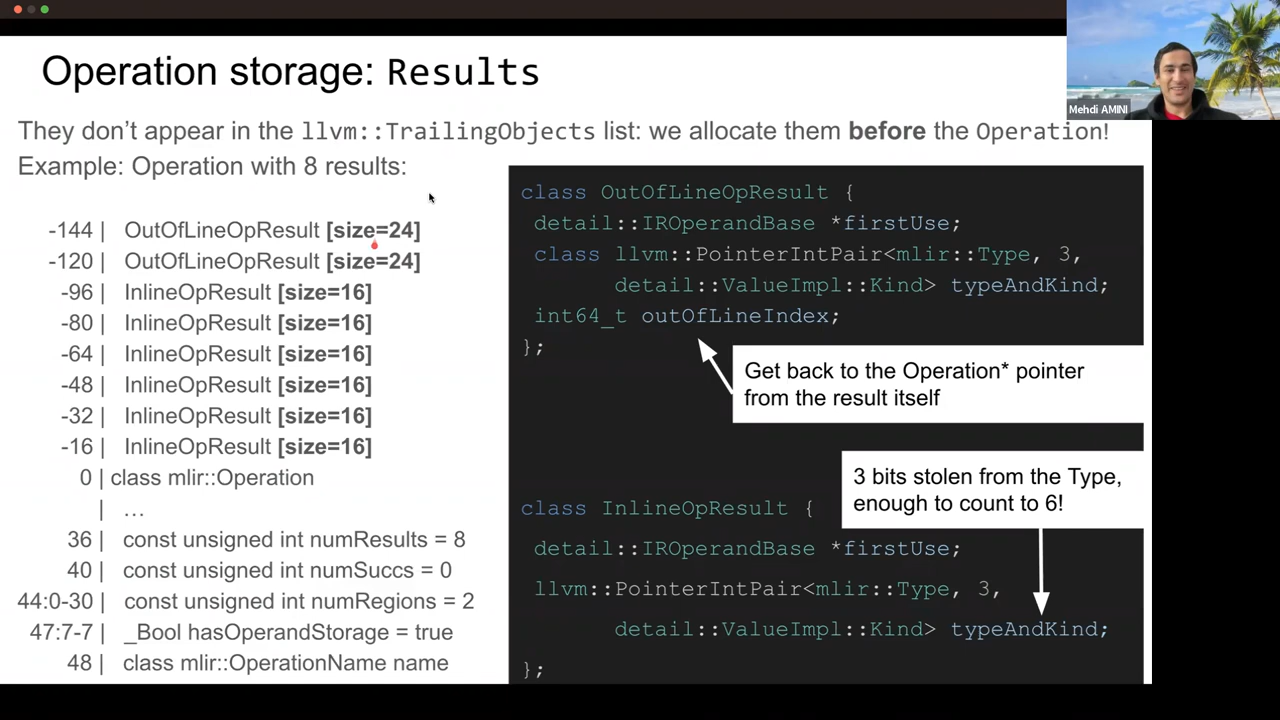 Operation storage: Results
Mehdi AMINI
They don't appear in the llvm::TrailingObjects list: we allocate them before the Operation!
Example: Operation with 8 results:
-144 | OutOfLineOpResult [size=24]
-120 | OutOfLineOpResult [size=24]
-96 | InlineOpResult [size=16]
-80 | InlineOpResult [size=16]
-64 | InlineOpResult [size=16]
-48 | InlineOpResult [size=16]
-32 | InlineOpResult [size=16]
-16 | InlineOpResult [size=16]
0 | class mlir::Operation
| …
36 | const unsigned int numResults = 8
40 | const unsigned int numSuccs = 0
44:0-30 | const unsigned int numRegions = 2
47:7-7 | _Bool hasOperandStorage = true
48 | class mlir::OperationName name
class OutOfLineOpResult {
detail::IROperandBase *firstUse;
class llvm::PointerIntPair<mlir::Type, 3,
detail::ValueImpl::Kind> typeAndKind;
int64_t outOfLineIndex;
};
Get back to the Operation* pointer
from the result itself
3 bits stolen from the Type,
enough to count to 6!
class InlineOpResult {
detail::IROperandBase *firstUse;
llvm::PointerIntPair<mlir::Type, 3,
detail::ValueImpl::Kind> typeAndKind;
};